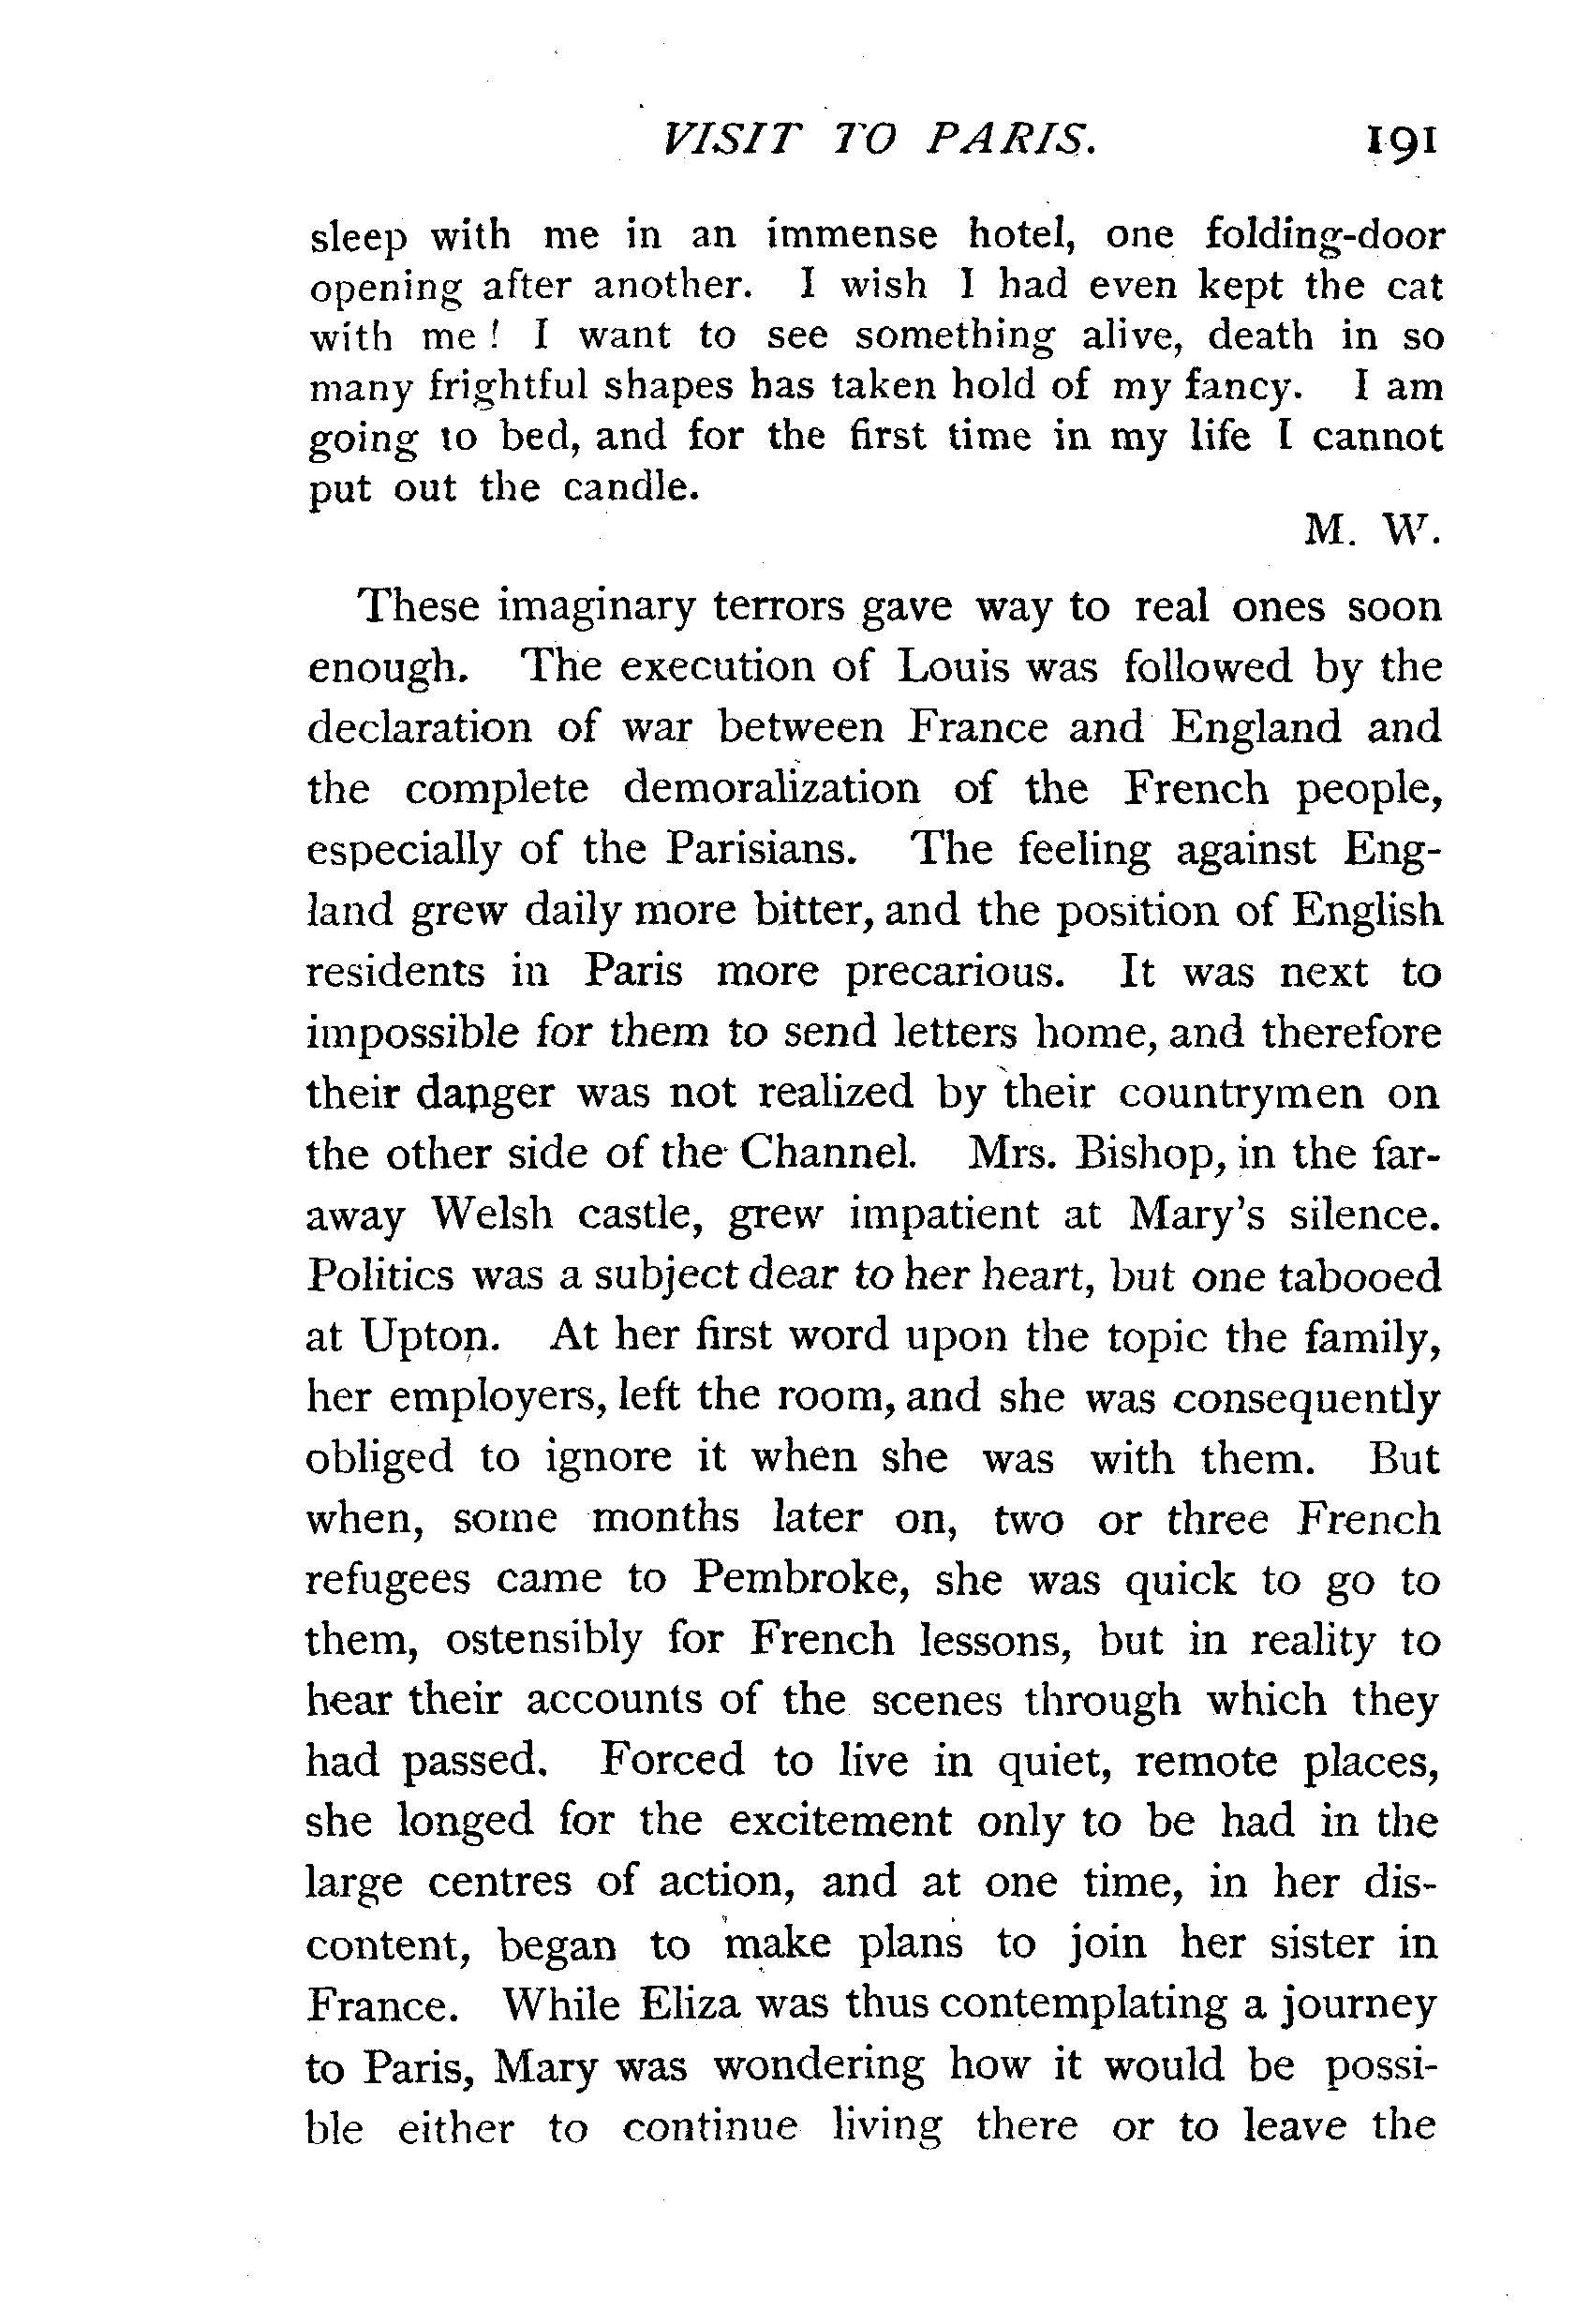 VISIT TO PARIS. 191
sleep with me in an immense hotel, one folding-door
opening after another. I wish I had even kept the cat
with me! I want to see something alive, death in so
many frightful shapes has taken hold of my fancy. I am
going to bed, and for the first time in my life I cannot
put out the candle.
M. W.
These imaginary terrors gave way to real ones soon
enough. The execution of Louis was followed by the
declaration of war between France and England and
the complete demoralization of the French people,
especially of the Parisians. The feeling against Eng-
land grew daily more bitter, and the position of English
residents in Paris more precarious. It was next to
impossible for them to send letters home, and therefore
their danger was not realized by their countrymen on
the other side of the Channel. Mrs. Bishop, in the far-
away Welsh castle, grew impatient at Mary's silence.
Politics was a subject dear to her heart, but one tabooed
at Upton. At her first word upon the topic the family,
her employers, left the room, and she was consequently
obliged to ignore it when she was with them. But
when, some months later on, two or three French
refugees came to Pembroke, she was quick to go to
them, ostensibly for French lessons, but in reality to
hear their accounts of the scenes through which they
had passed. Forced to live in quiet, remote places,
she longed for the excitement only to be had in the
large centres of action, and at one time, in her dis-
content, began to make plans to join her sister in
France. While Eliza was thus contemplating a journey
to Paris, Mary was wondering how it would be possi-
ble either to continue living there or to leave the